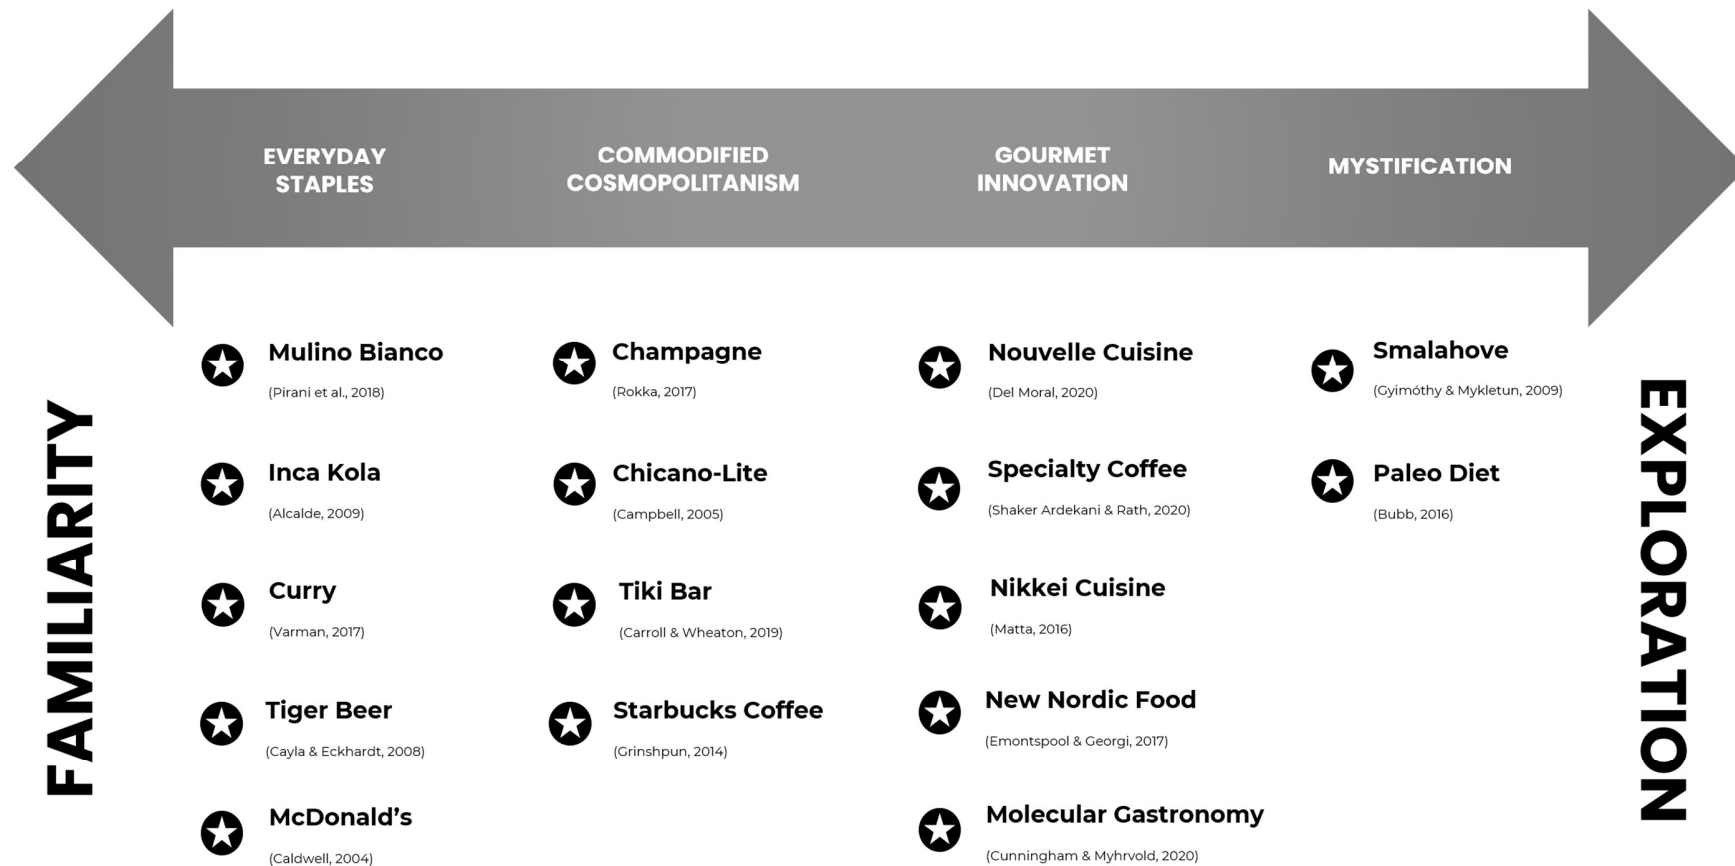 EVERYDAY
STAPLES
COMMODIFIED
COSMOPOLITANISM
GOURMET
INNOVATION
MYSTIFICATION
FAMILIARITY
Mulino Bianco
(Pirani et al., 2018)
Inca Kola
(Alcalde, 2009)
Curry
(Varman, 2017)
Tiger Beer
(Cayla & Eckhardt, 2008)
McDonald's
(Caldwell, 2004)
Champagne
(Rokka, 2017)
Chicano-Lite
(Campbell, 2005)
Tiki Bar
(Carroll & Wheaton, 2019)
Starbucks Coffee
(Grinshpun, 2014)
Nouvelle Cuisine
(Del Moral, 2020)
Specialty Coffee
(Shaker Ardekani & Rath, 2020)
Nikkei Cuisine
(Matta, 2016)
New Nordic Food
(Emontspool & Georgi, 2017)
Molecular Gastronomy
(Cunningham & Myhrvold, 2020)
Smalahove
(Gyimóthy & Mykletun, 2009)
Paleo Diet
(Bubb, 2016)
EXPLORATION